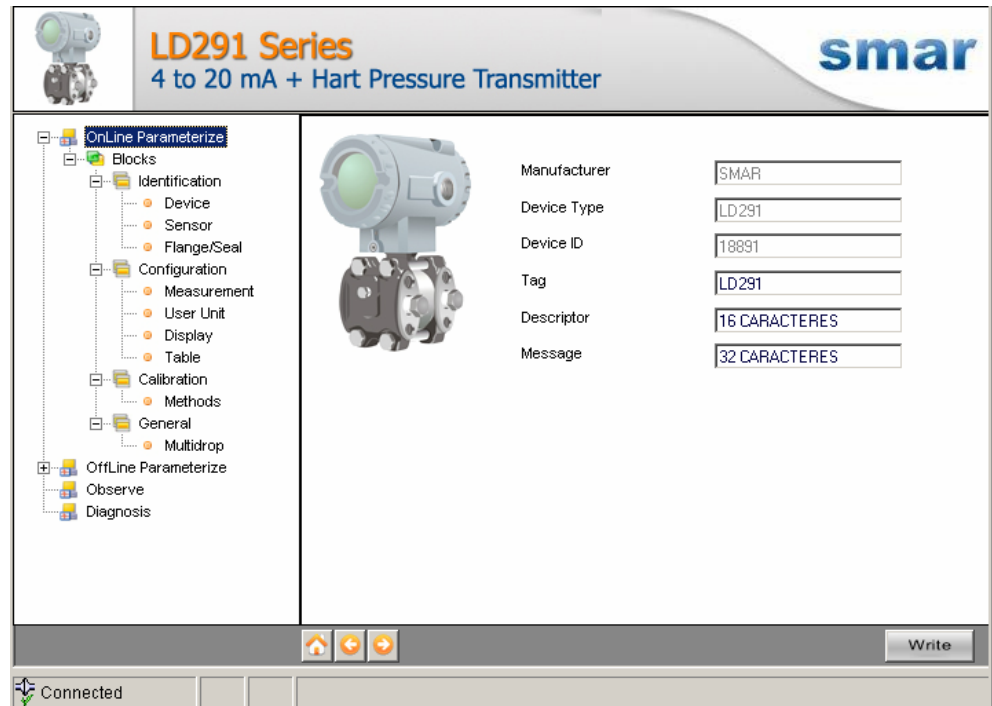 LD291 Series
4 to 20 mA + Hart Pressure Transmitter
smar
OnLine Parameterize
Blocks
Identification
Device
Sensor
Flange/Seal
Configuration
Measurement
User Unit
Display
Table
Calibration
Methods
General
Multidrop
OffLine Parameterize
Observe
Diagnosis
Manufacturer SMAR
Device Type LD291
Device ID 18891
Tag LD291
Descriptor 16 CARACTERES
Message 32 CARACTERES
Write
Connected